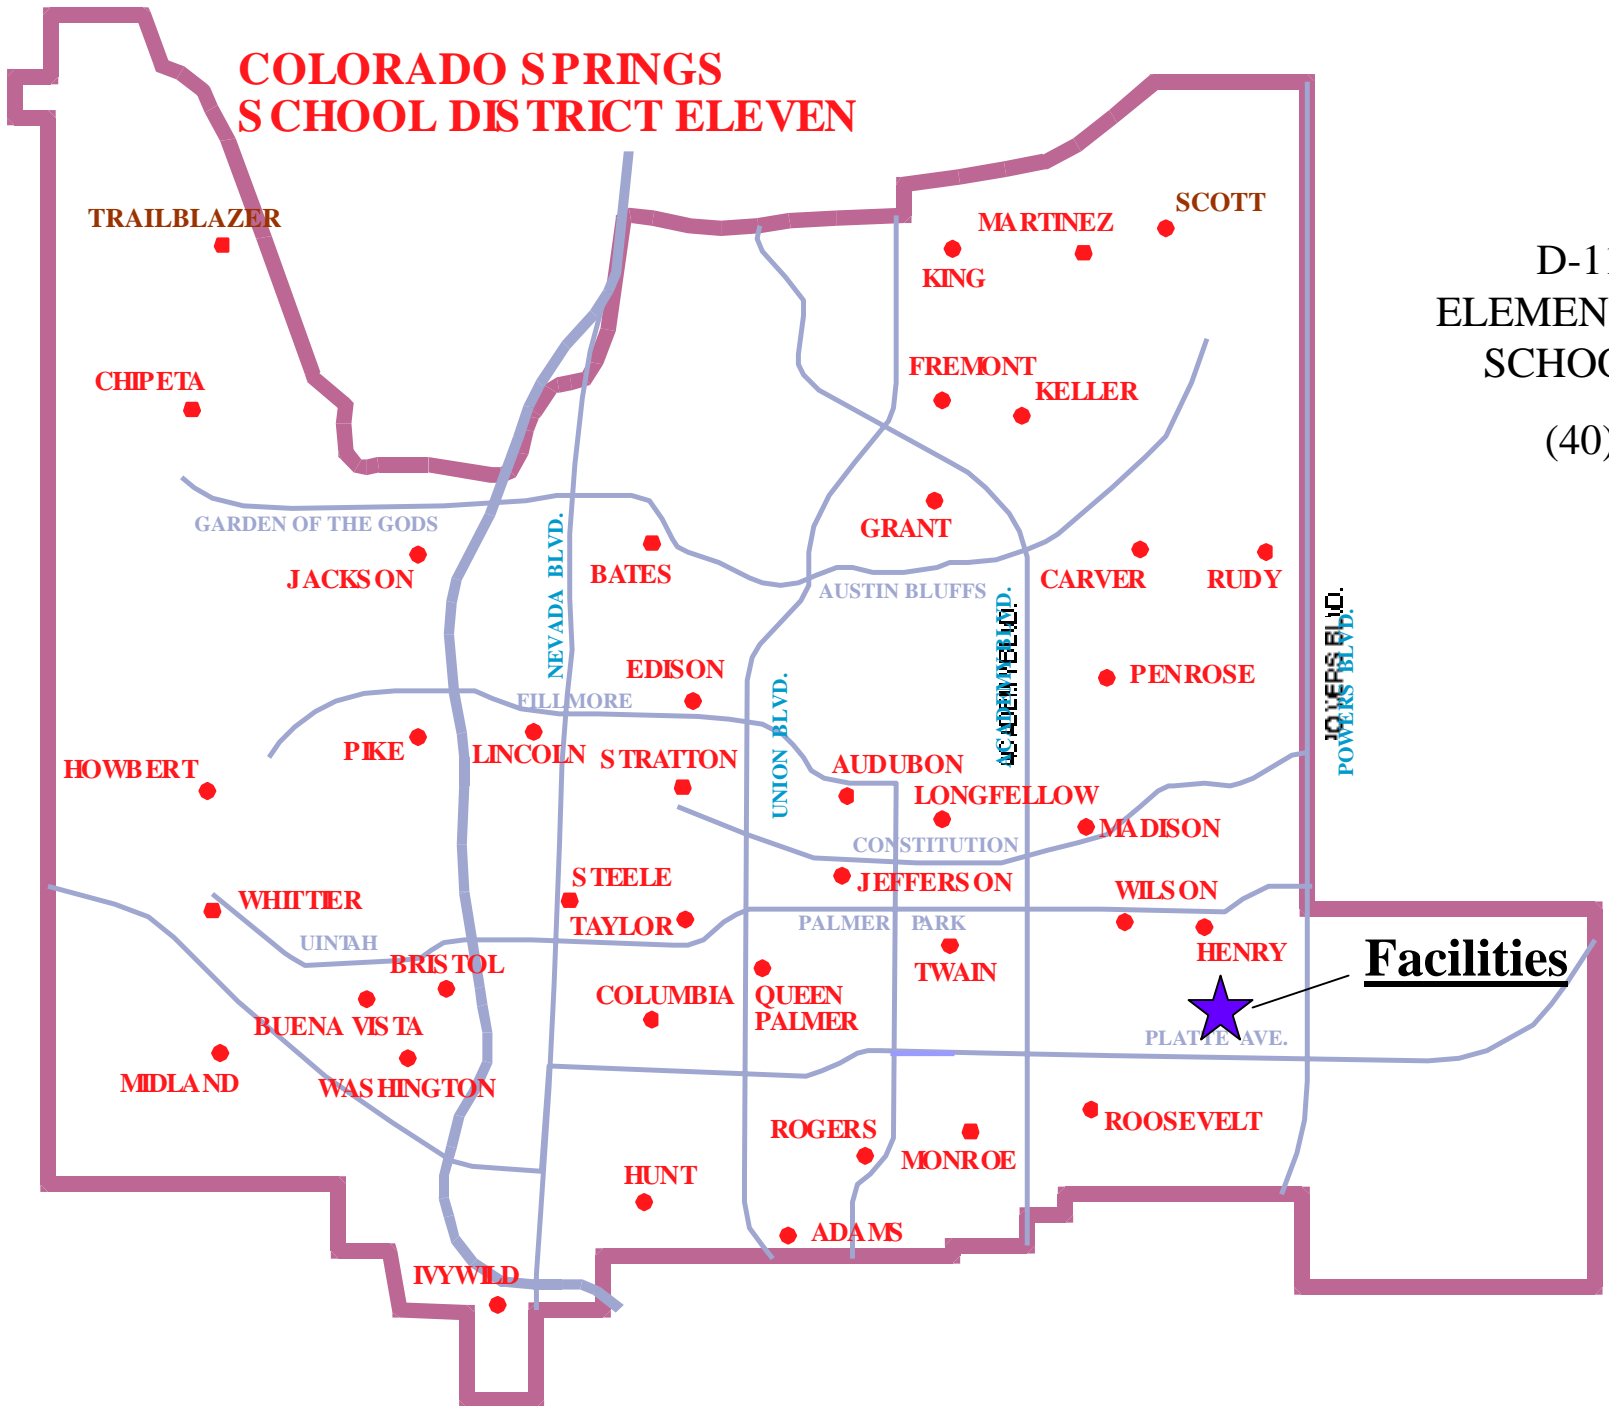 COLORADO SPRINGS
SCHOOL DISTRICT ELEVEN
TRAILBLAZER
SCOTT
MARTINEZ
KING
D-1
ELEMEN
SCHOO
(40)
CHIPETA
FREMONT
KELLER
GARDEN OF THE GODS
GRANT
JACKSON
NEVADA BLVD.
BATES
AUSTIN BLUFFS
CARVER
RUDY
ACADEMY BLVD.
POWERS BLVD.
EDISON
PENROSE
FILLMORE
UNION BLVD.
PIKE
LINCOLN
STRATTON
HOWBERT
AUDUBON
LONGFELLOW
MADISON
CONSTITUTION
STEELE
JEFFERSON
WILSON
WHITTIER
TAYLOR
PALMER PARK
UINTAH
HENRY
Facilities
BRISTOL
TWAIN
COLUMBIA
QUEEN
PALMER
BUENA VISTA
PLATTE AVE.
MIDLAND
WASHINGTON
ROGERS
ROOSEVELT
MONROE
HUNT
ADAMS
IVYWILD